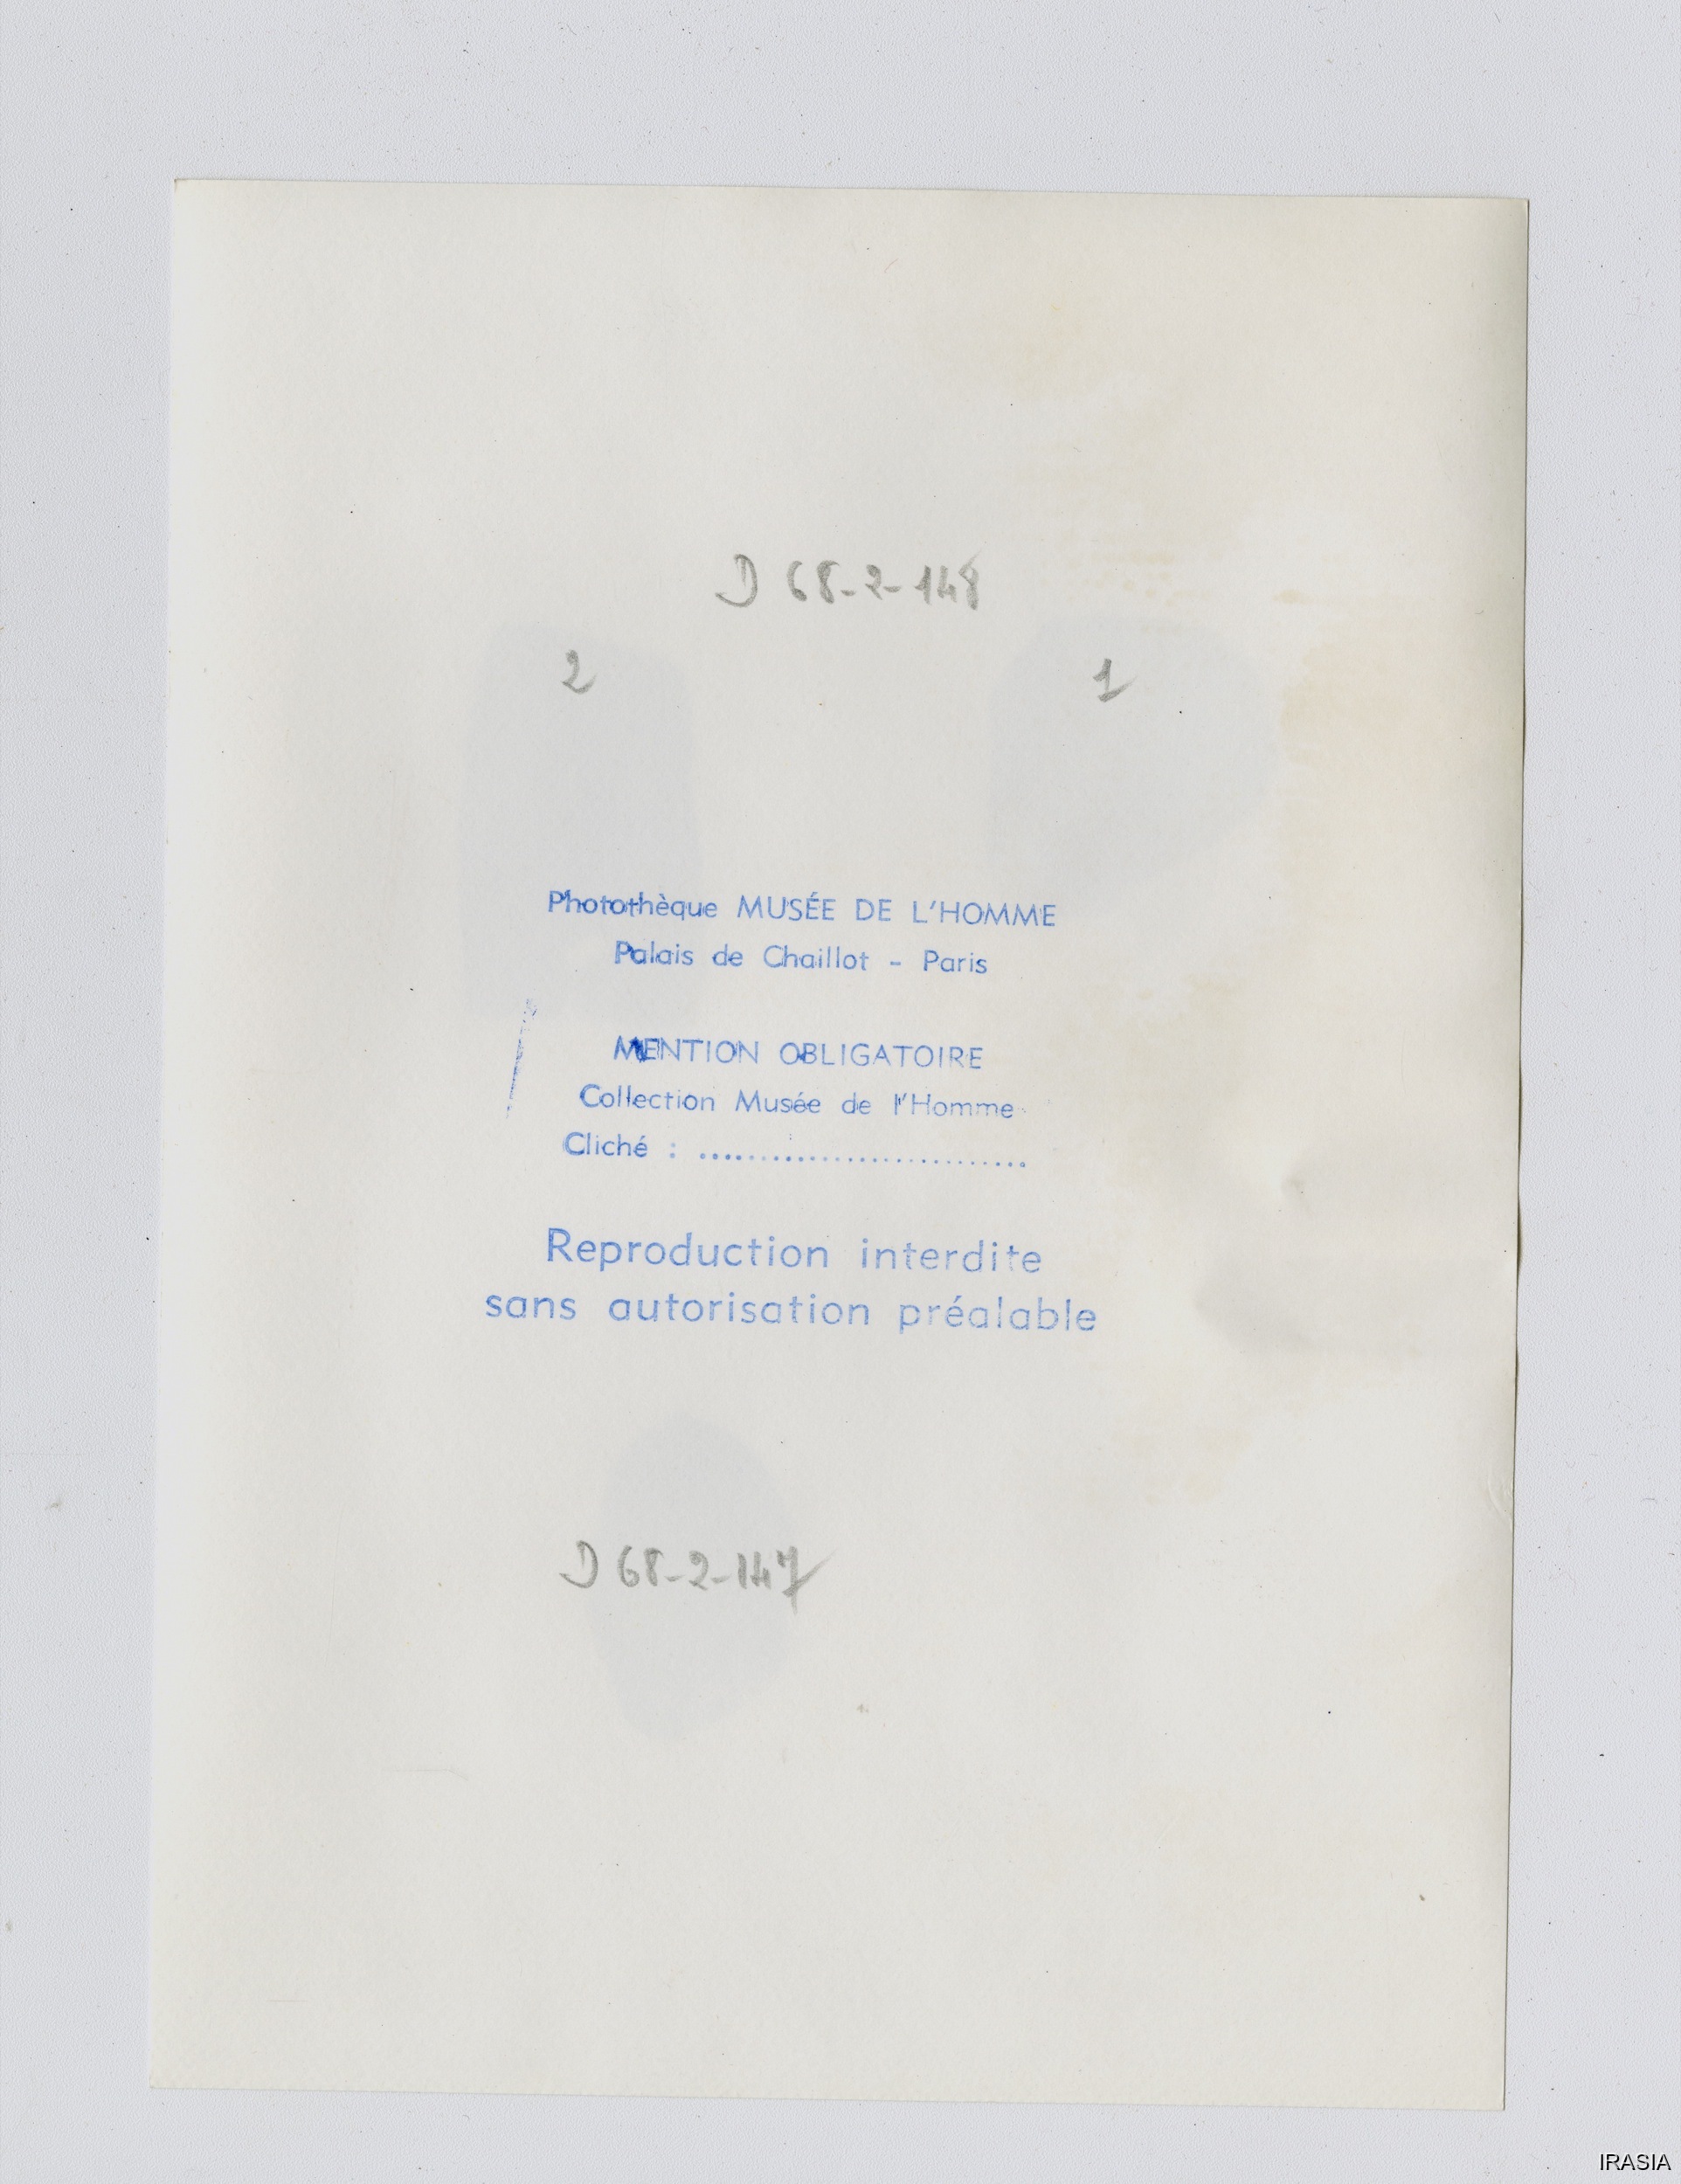 D 68-2-148
2 1
Photothèque MUSÉE DE L'HOMME
Palais de Chaillot - Paris
MENTION OBLIGATOIRE
Collection Musée de l'Homme
Cliché : ..............................
Reproduction interdite
sans autorisation préalable
D 68-2-147
IRASIA